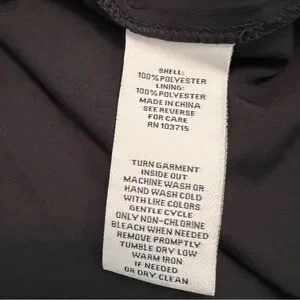 SHELL:
100% POLYESTER
LINING:
100% POLYESTER
MADE IN CHINA
SEE REVERSE
FOR CARE
RN 103715
TURN GARMENT
INSIDE OUT
MACHINE WASH OR
HAND WASH COLD
WITH LIKE COLORS
GENTLE CYCLE
ONLY NON-CHLORINE
BLEACH WHEN NEEDED
REMOVE PROMPTLY
TUMBLE DRY LOW
WARM IRON
IF NEEDED
OR DRY CLEAN